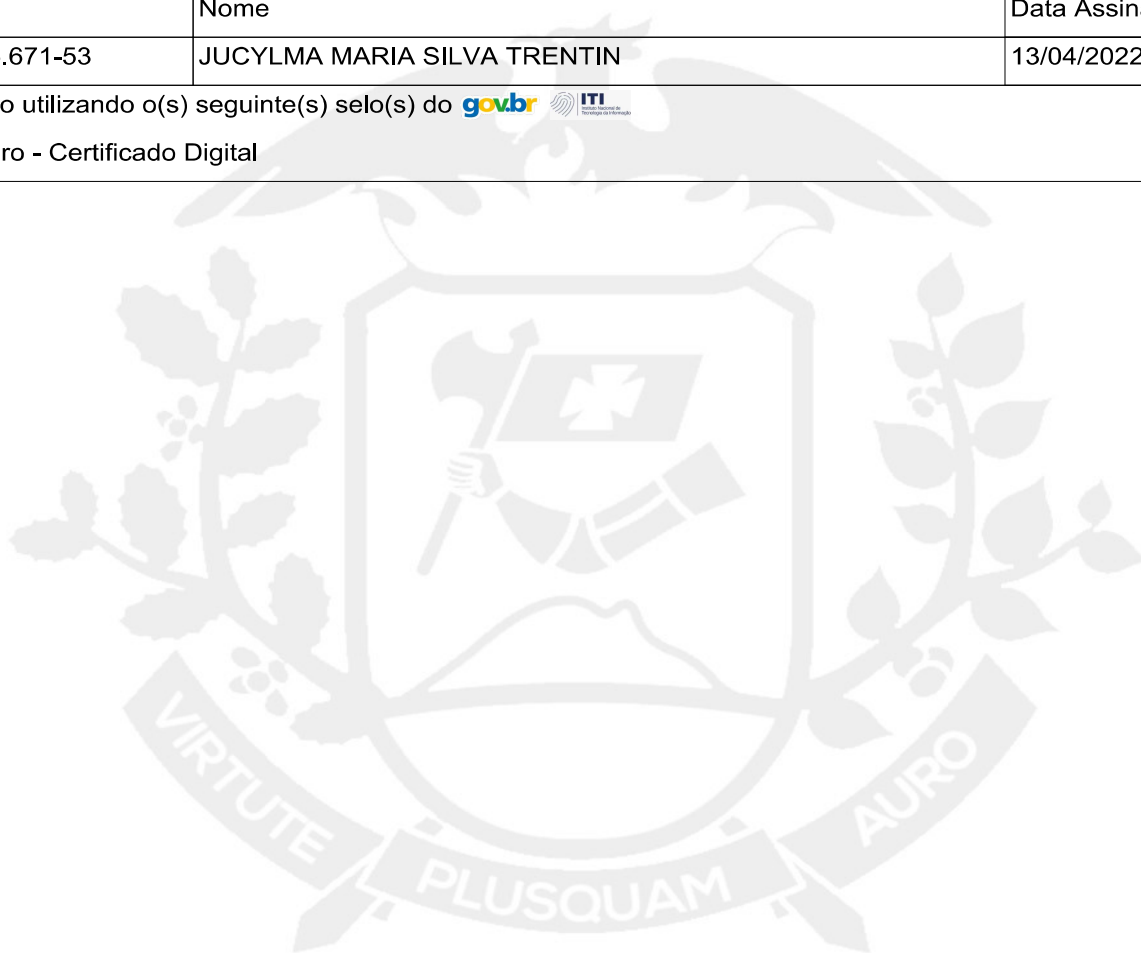 Nome Data Assina
.671-53 JUCYLMA MARIA SILVA TRENTIN 13/04/2022
o utilizando o(s) seguinte(s) selo(s) do gov.br ITI
ro - Certificado Digital
VIRTUTE PLUSQUAM AURO